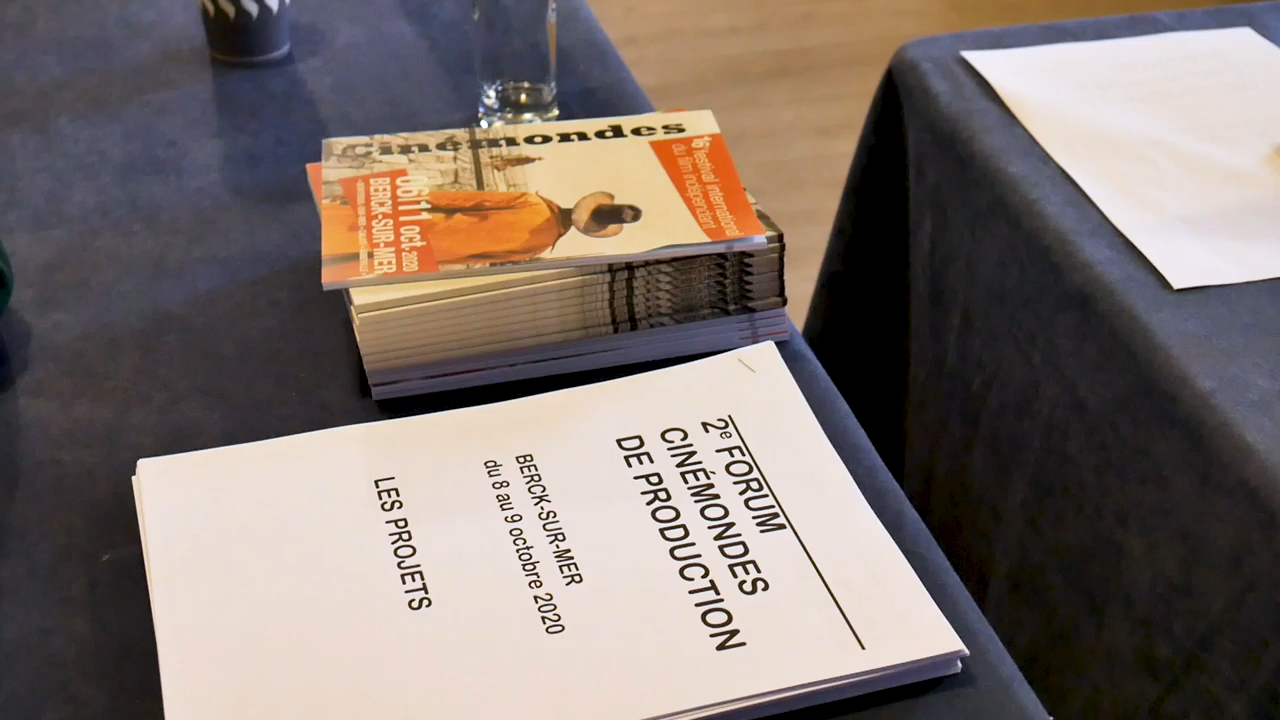 Cinémondes
16e festival international
du film indépendant
06|11 oct. 2020
BERCK-SUR-MER
2e FORUM
CINÉMONDES
DE PRODUCTION
BERCK-SUR-MER
du 8 au 9 octobre 2020
LES PROJETS